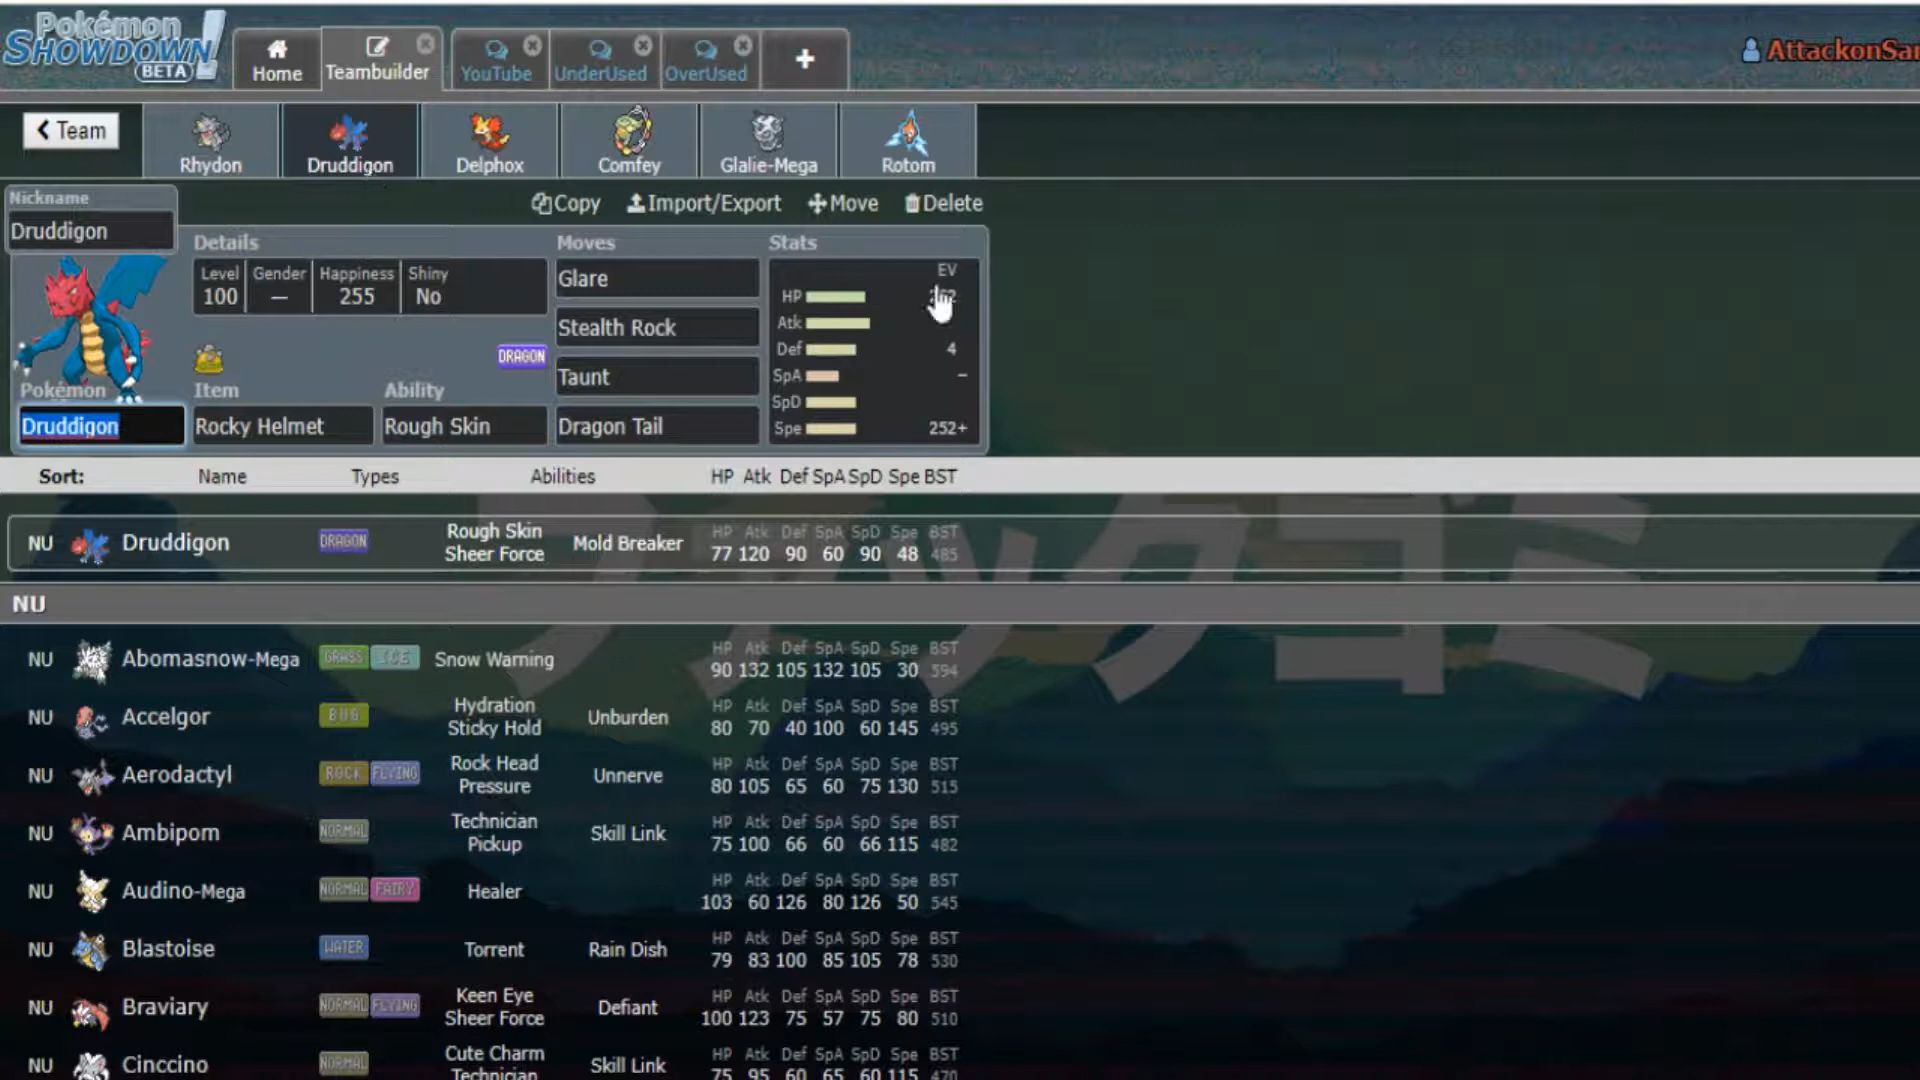 Pokémon
SHOWDOWN!
BETA
Home
Teambuilder
YouTube
UnderUsed
OverUsed
AttackonSa
Team
Rhydon
Druddigon
Delphox
Comfey
Glalie-Mega
Rotom
Copy
Import/Export
Move
Delete
Nickname
Druddigon
Details
Level Gender Happiness Shiny
100 — 255 No
DRAGON
Pokémon Item Ability
Druddigon Rocky Helmet Rough Skin
Moves
Glare
Stealth Rock
Taunt
Dragon Tail
Stats
EV
HP
Atk
Def 4
SpA –
SpD
Spe 252+
Sort: Name Types Abilities HP Atk Def SpA SpD Spe BST
NU Druddigon DRAGON Rough Skin Sheer Force Mold Breaker HP 77 Atk 120 Def 90 SpA 60 SpD 90 Spe 48 BST 485
NU
NU Abomasnow-Mega GRASS ICE Snow Warning HP 90 Atk 132 Def 105 SpA 132 SpD 105 Spe 30 BST 594
NU Accelgor BUG Hydration Sticky Hold Unburden HP 80 Atk 70 Def 40 SpA 100 SpD 60 Spe 145 BST 495
NU Aerodactyl ROCK FLYING Rock Head Pressure Unnerve HP 80 Atk 105 Def 65 SpA 60 SpD 75 Spe 130 BST 515
NU Ambipom NORMAL Technician Pickup Skill Link HP 75 Atk 100 Def 66 SpA 60 SpD 66 Spe 115 BST 482
NU Audino-Mega NORMAL FAIRY Healer HP 103 Atk 60 Def 126 SpA 80 SpD 126 Spe 50 BST 545
NU Blastoise WATER Torrent Rain Dish HP 79 Atk 83 Def 100 SpA 85 SpD 105 Spe 78 BST 530
NU Braviary NORMAL FLYING Keen Eye Sheer Force Defiant HP 100 Atk 123 Def 75 SpA 57 SpD 75 Spe 80 BST 510
NU Cinccino NORMAL Cute Charm Technician Skill Link HP 75 Atk 95 Def 60 SpA 65 SpD 60 Spe 115 BST 470